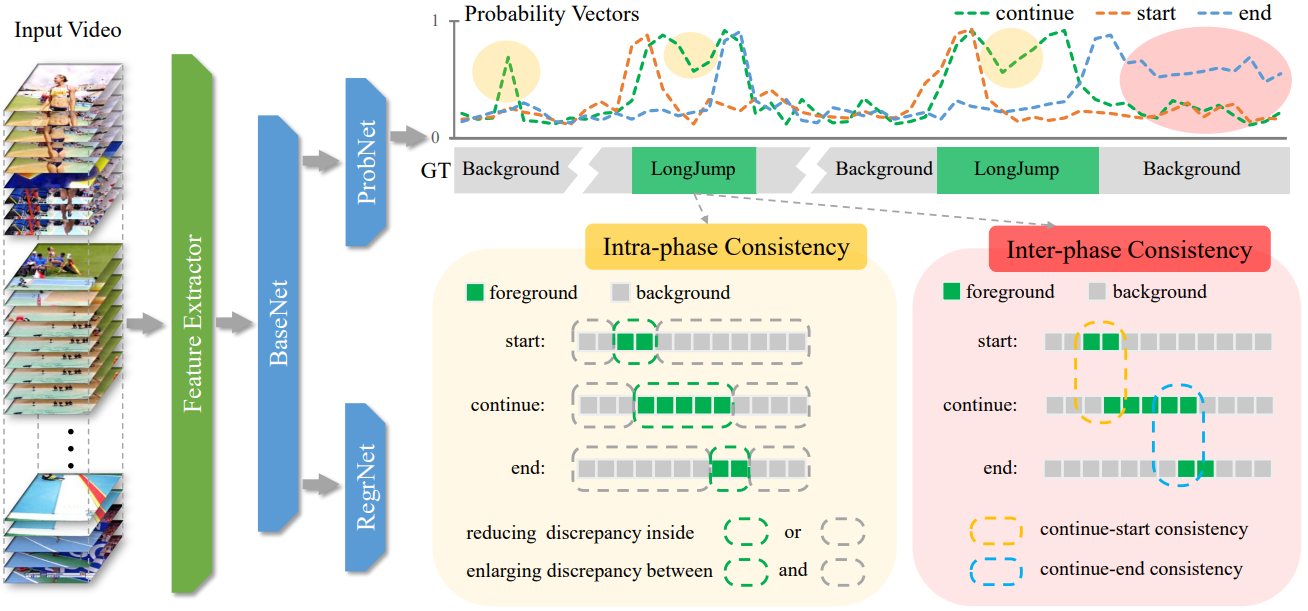 Input Video
Feature Extractor
BaseNet
ProbNet
RegrNet
Probability Vectors
continue
start
end
1
0
GT
Background
LongJump
Background
LongJump
Background
Intra-phase Consistency
foreground
background
start:
continue:
end:
reducing discrepancy inside
or
enlarging discrepancy between
and
Inter-phase Consistency
foreground
background
start:
continue:
end:
continue-start consistency
continue-end consistency